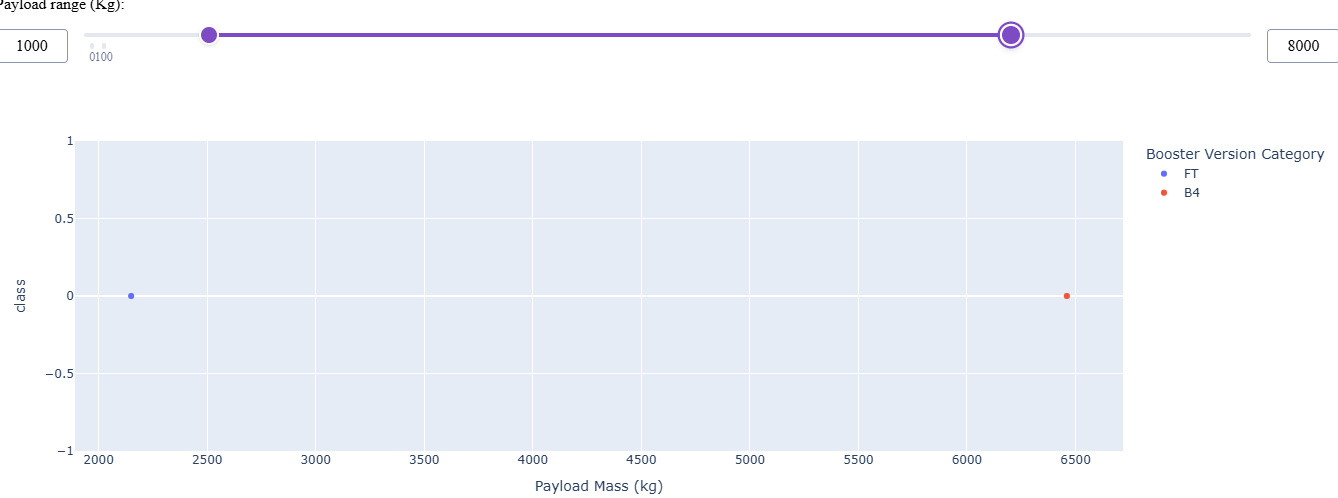 Payload range (Kg):
1000
0100
8000
Booster Version Category
FT
B4
1
0.5
0
−0.5
−1
class
2000 2500 3000 3500 4000 4500 5000 5500 6000 6500
Payload Mass (kg)